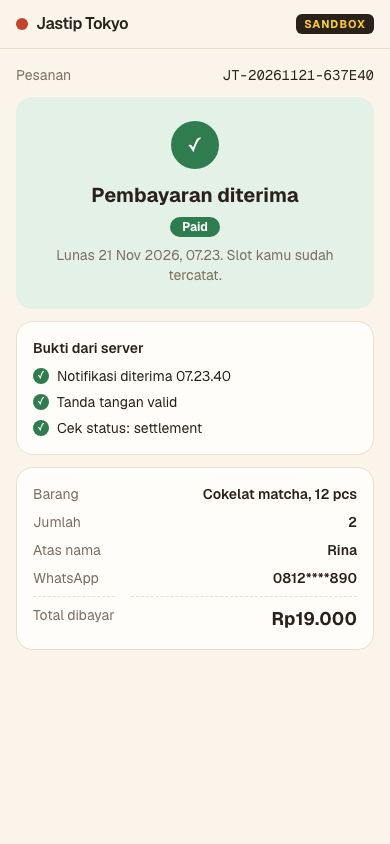 Jastip Tokyo
SANDBOX
Pesanan
JT-20261121-637E40
Pembayaran diterima
Paid
Lunas 21 Nov 2026, 07.23. Slot kamu sudah
tercatat.
Bukti dari server
Notifikasi diterima 07.23.40
Tanda tangan valid
Cek status: settlement
Barang
Cokelat matcha, 12 pcs
Jumlah
2
Atas nama
Rina
WhatsApp
0812****890
Total dibayar
Rp19.000